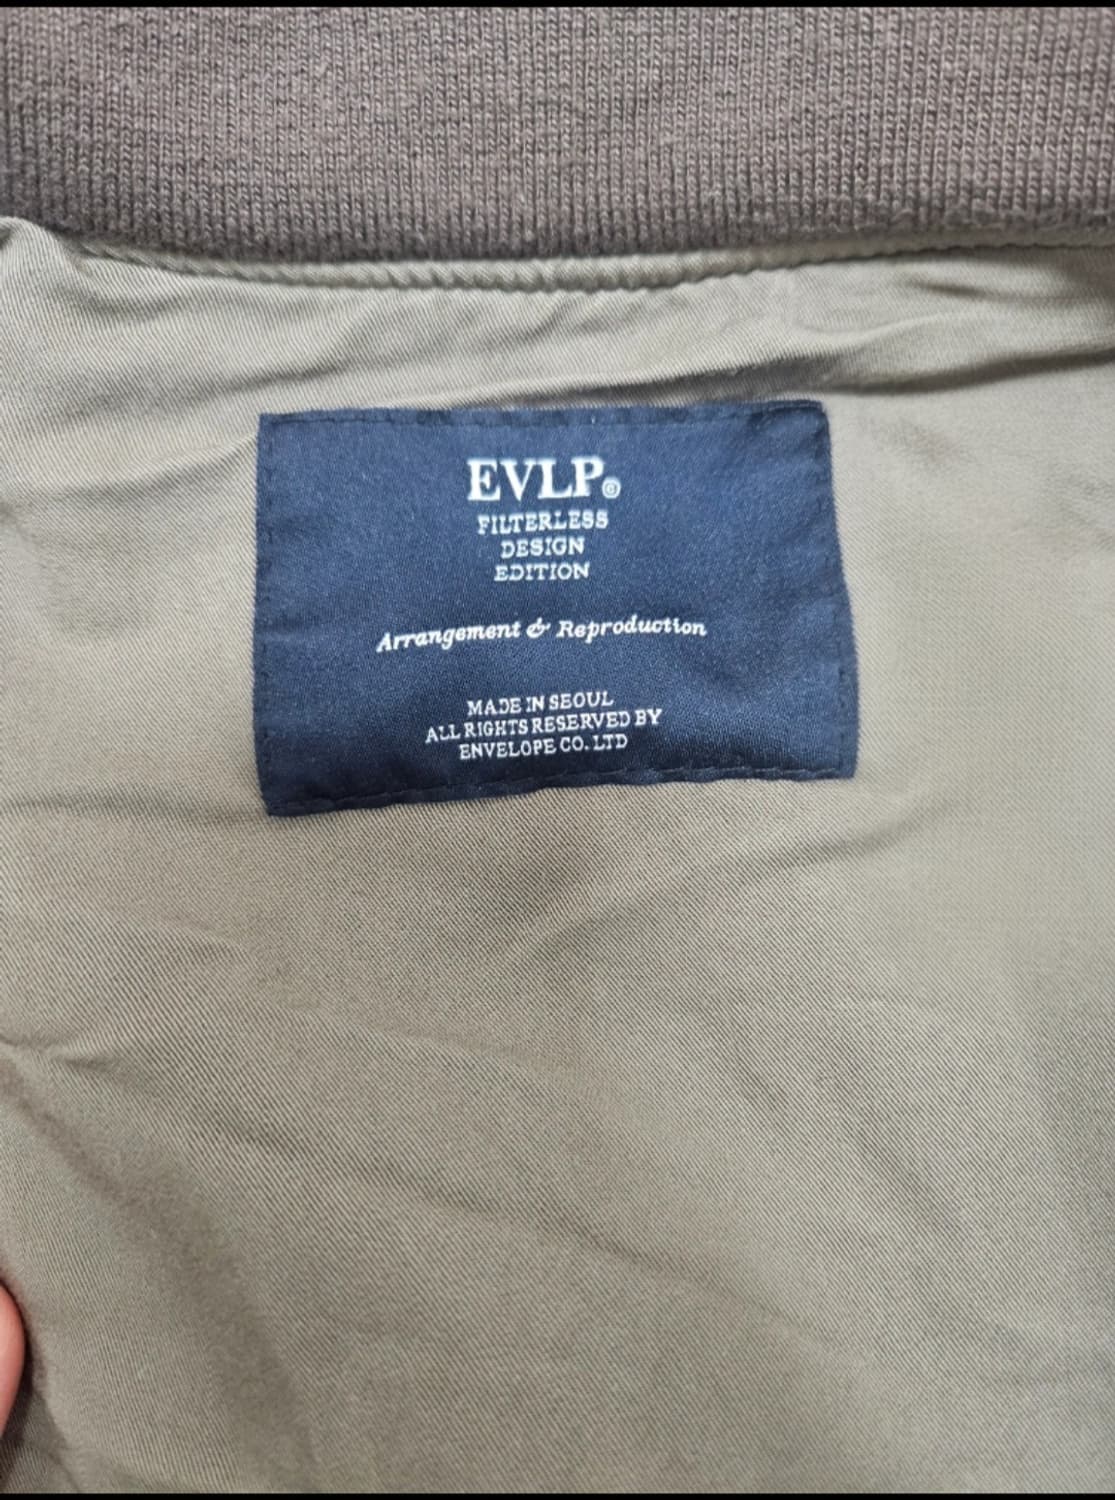 EVLP©
FILTERLESS
DESIGN
EDITION
Arrangement & Reproduction
MADE IN SEOUL
ALL RIGHTS RESERVED BY
ENVELOPE CO. LTD